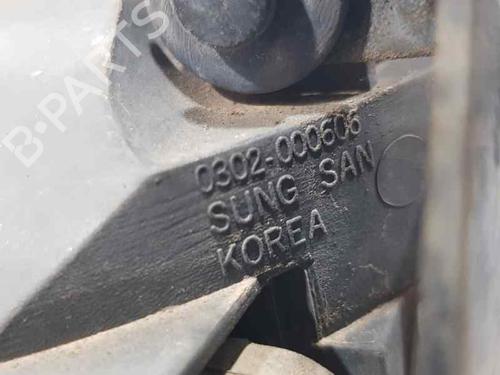 B-PARTS
0302-000606
SUNG SAN
KOREA